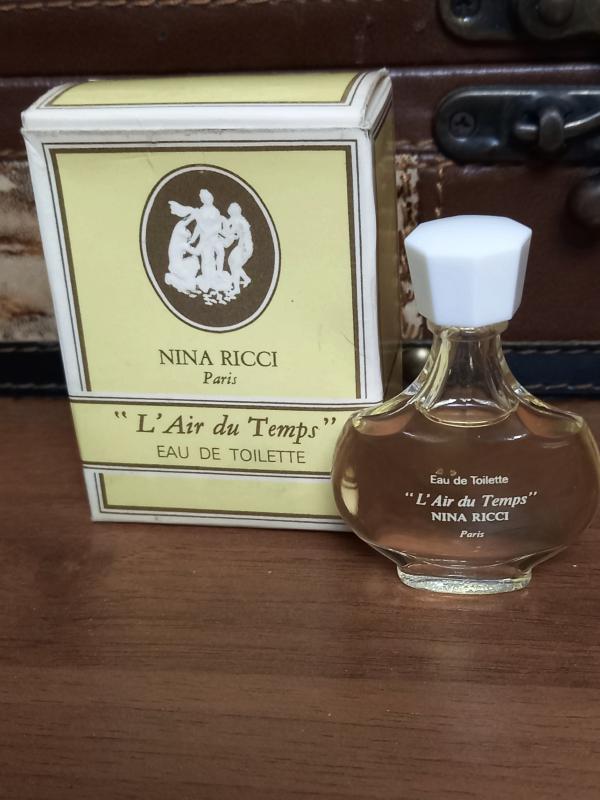 NINA RICCI
Paris
“ L'Air du Temps ”
EAU DE TOILETTE
Eau de Toilette
“L'Air du Temps”
NINA RICCI
Paris